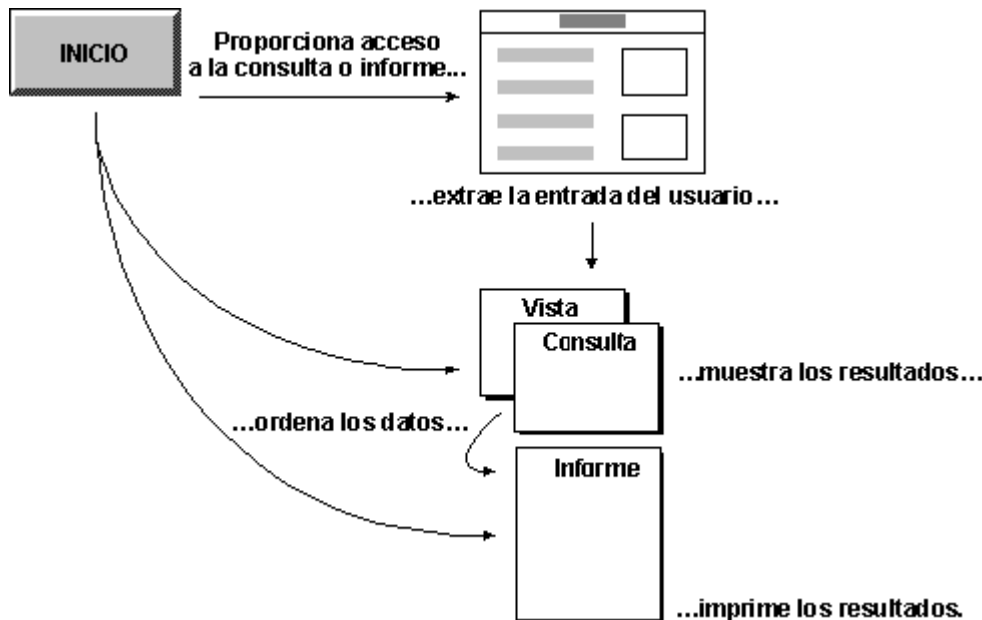 INICIO
Proporciona acceso
a la consulta o informe...
...extrae la entrada del usuario...
Vista
Consulta
...muestra los resultados...
...ordena los datos...
Informe
...imprime los resultados.